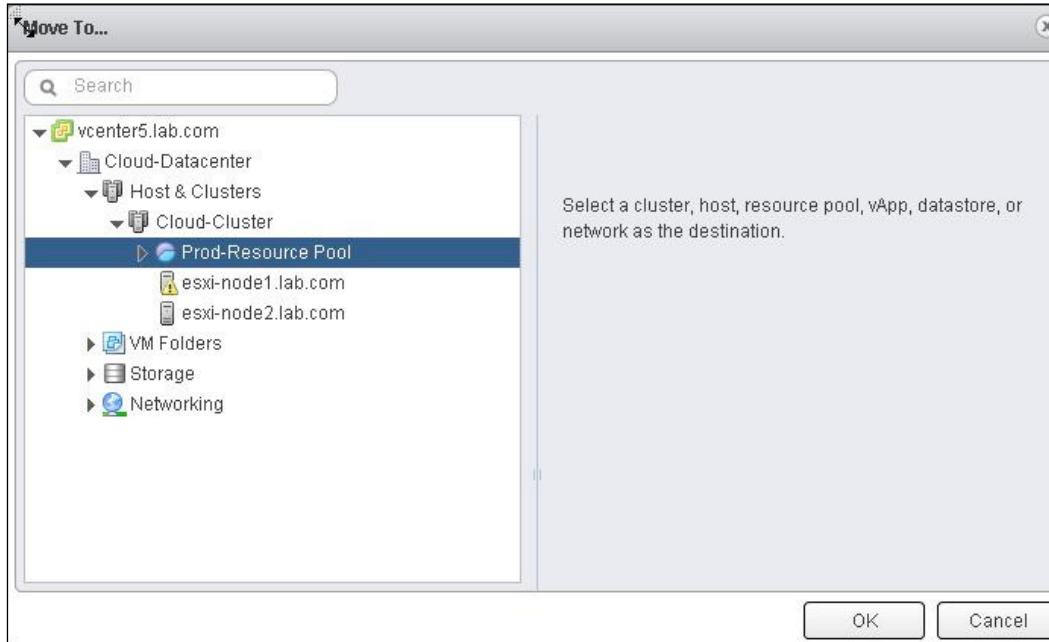 Move To...
Search
vcenter5.lab.com
Cloud-Datacenter
Host & Clusters
Cloud-Cluster
Prod-Resource Pool
esxi-node1.lab.com
esxi-node2.lab.com
VM Folders
Storage
Networking
Select a cluster, host, resource pool, vApp, datastore, or
network as the destination.
OK
Cancel